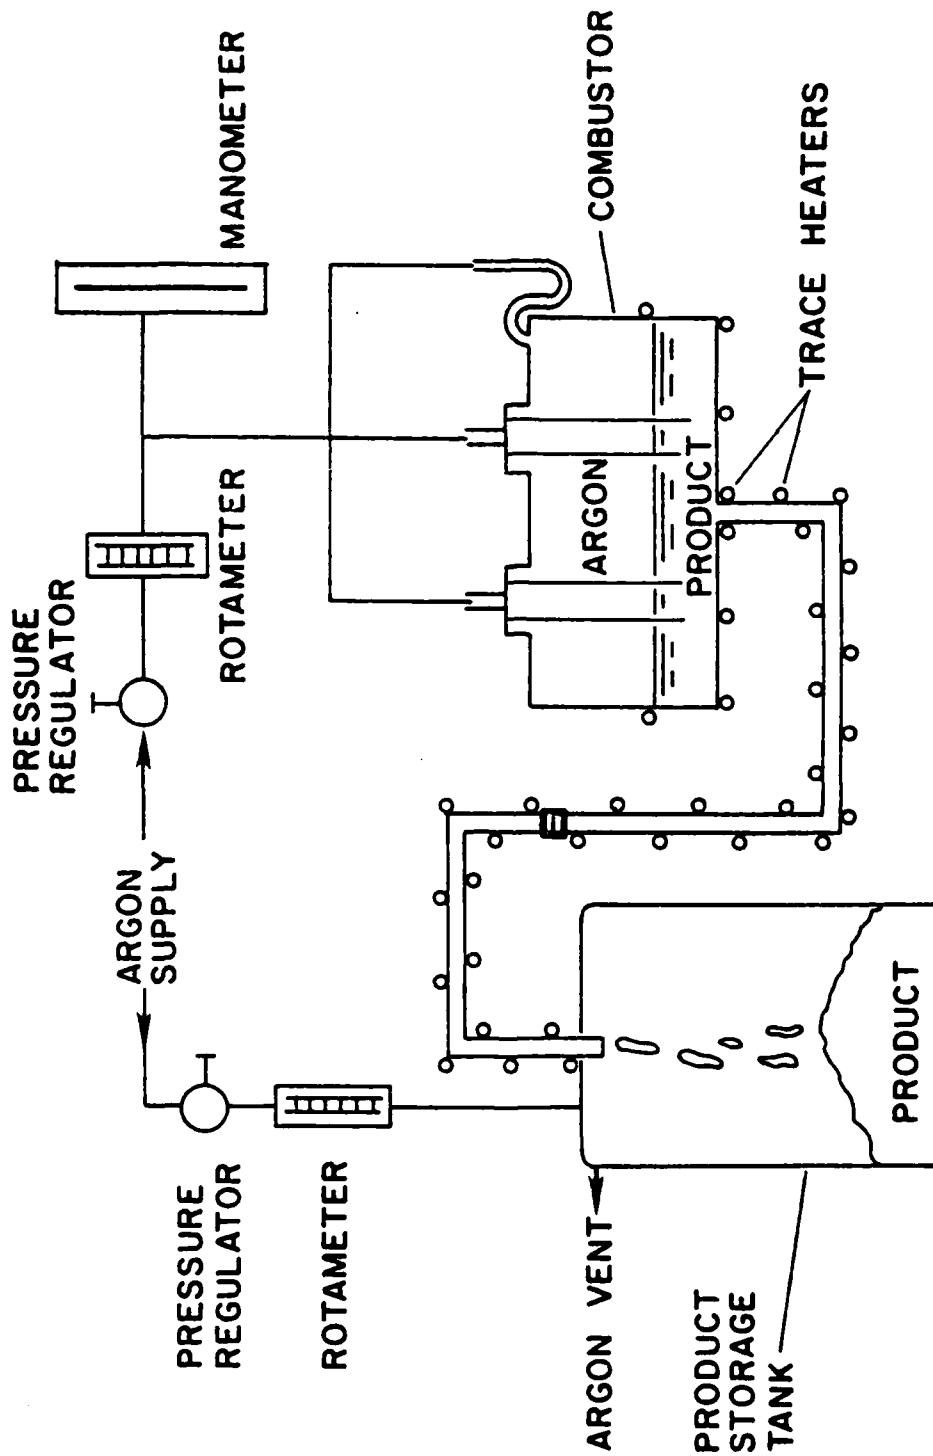 PRESSURE
REGULATOR
ROTAMETER
MANOMETER
ARGON
SUPPLY
PRESSURE
REGULATOR
ROTAMETER
ARGON VENT
PRODUCT
STORAGE
TANK
PRODUCT
ARGON
PRODUCT
COMBUSTOR
TRACE HEATERS